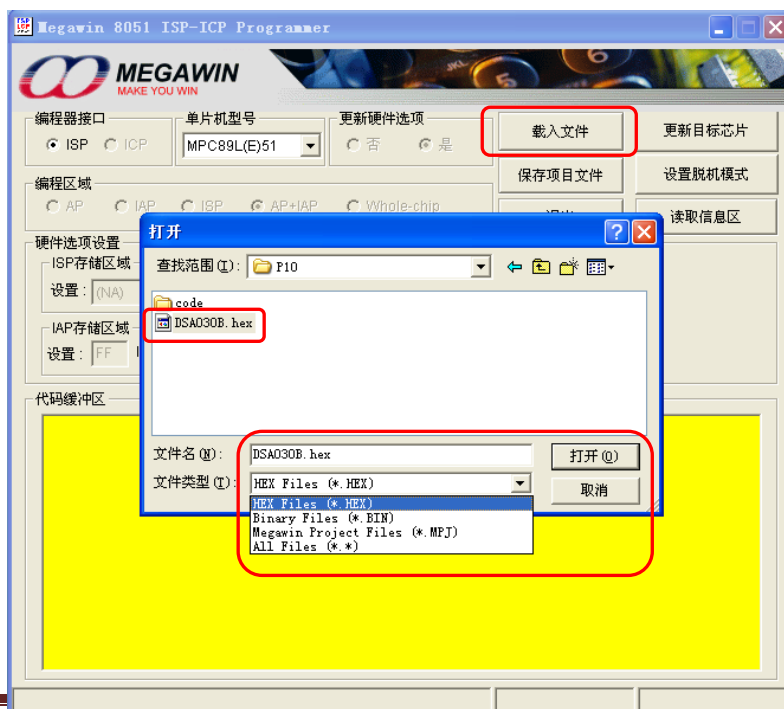 Megawin 8051 ISP-ICP Programmer
MEGAWIN
MAKE YOU WIN
编程器接口
ISP ICP
单片机型号
MPC89L(E)51
更新硬件选项
否 是
载入文件
更新目标芯片
保存项目文件
设置脱机模式
编程区域
AP IAP ISP AP+IAP Whole-chip
读取信息区
硬件选项设置
ISP存储区域
设置: (NA)
IAP存储区域
设置: FF
代码缓冲区
打开
查找范围(I): P10
code
DSA030B.hex
文件名(N): DSA030B.hex
打开(O)
文件类型(T): HEX Files (*.HEX)
取消
HEX Files (*.HEX)
Binary Files (*.BIN)
Megawin Project Files (*.MPJ)
All Files (*.*)